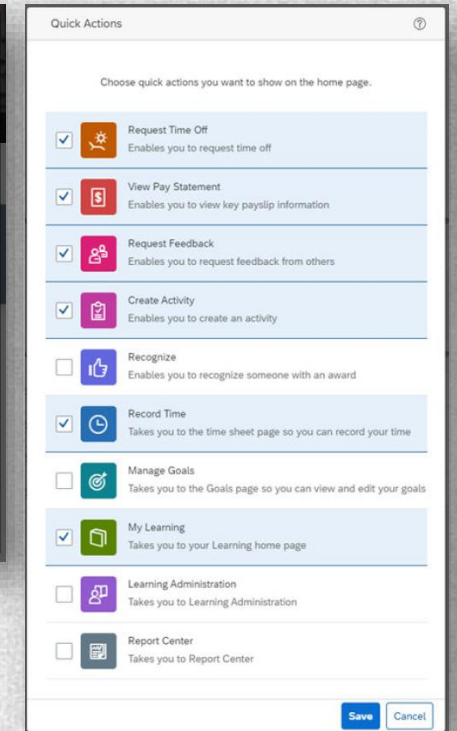 Quick Actions
Choose quick actions you want to show on the home page.
Request Time Off
Enables you to request time off
View Pay Statement
Enables you to view key payslip information
Request Feedback
Enables you to request feedback from others
Create Activity
Enables you to create an activity
Recognize
Enables you to recognize someone with an award
Record Time
Takes you to the time sheet page so you can record your time
Manage Goals
Takes you to the Goals page so you can view and edit your goals
My Learning
Takes you to your Learning home page
Learning Administration
Takes you to Learning Administration
Report Center
Takes you to Report Center
Save Cancel